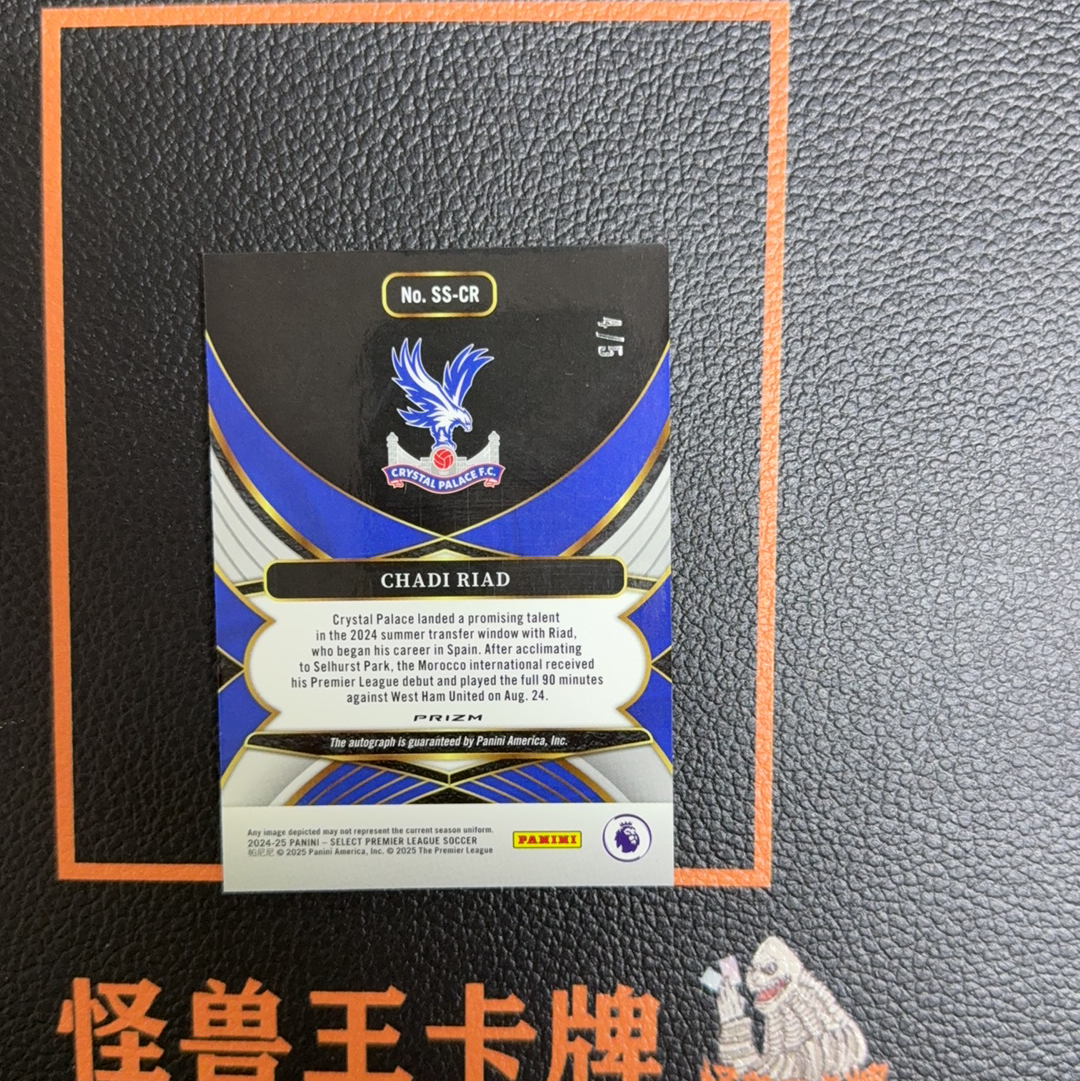 No. SS-CR
4/5
CRYSTAL PALACE F.C.
CHADI RIAD
Crystal Palace landed a promising talent
in the 2024 summer transfer window with Riad,
who began his career in Spain. After acclimating
to Selhurst Park, the Morocco international received
his Premier League debut and played the full 90 minutes
against West Ham United on Aug. 24.
PRIZM
The autograph is guaranteed by Panini America, Inc.
Any image depicted may not represent the current season uniform.
2024-25 PANINI – SELECT PREMIER LEAGUE SOCCER
帕尼尼 © 2025 Panini America, Inc. © 2025 The Premier League
PANINI
怪兽王卡牌